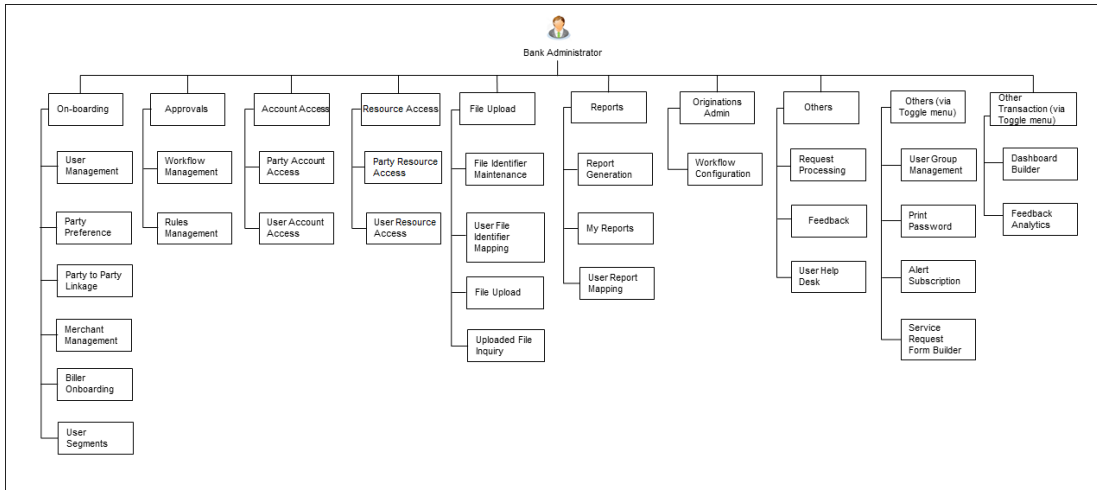 Bank Administrator
On-boarding
User
Management
Party
Preference
Party to Party
Linkage
Merchant
Management
Biller
Onboarding
User
Segments
Approvals
Workflow
Management
Rules
Management
Account Access
Party Account
Access
User Account
Access
Resource Access
Party Resource
Access
User Resource
Access
File Upload
File Identifier
Maintenance
User File
Identifier
Mapping
File Upload
Uploaded File
Inquiry
Reports
Report
Generation
My Reports
User Report
Mapping
Originations
Admin
Workflow
Configuration
Others
Request
Processing
Feedback
User Help
Desk
Others (via
Toggle menu)
User Group
Management
Print
Password
Alert
Subscription
Service
Request
Form Builder
Other
Transaction (via
Toggle menu)
Dashboard
Builder
Feedback
Analytics